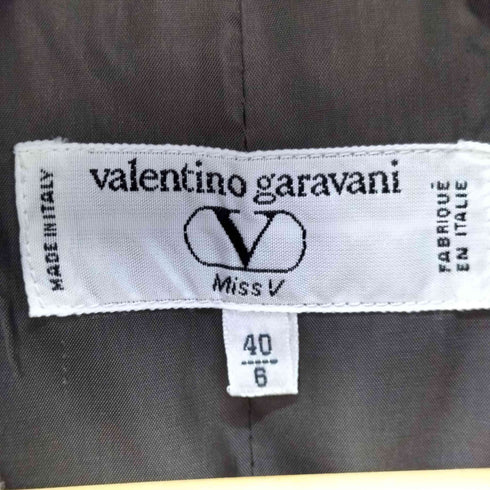 valentino garavani
MADE IN ITALY
V
Miss V
FABRIQUÉ
EN ITALIE
40
6